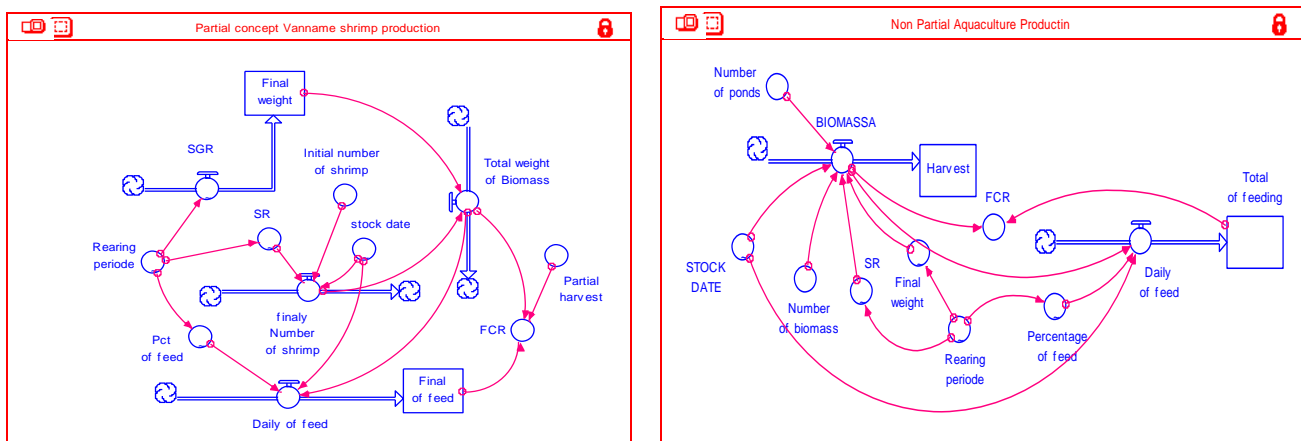 Partial concept Vanname shrimp production
Final
weight
SGR
Initial number
of shrimp
Total weight
of Biomass
SR
stock date
Rearing
periode
Partial
harvest
finaly
Number
of shrimp
FCR
Pct
of feed
Final
of feed
Daily of feed
Non Partial Aquaculture Productin
Number
of ponds
BIOMASSA
Harvest
Total
of feeding
FCR
STOCK
DATE
Number
of biomass
SR
Final
weight
Daily
of feed
Rearing
periode
Percentage
of feed